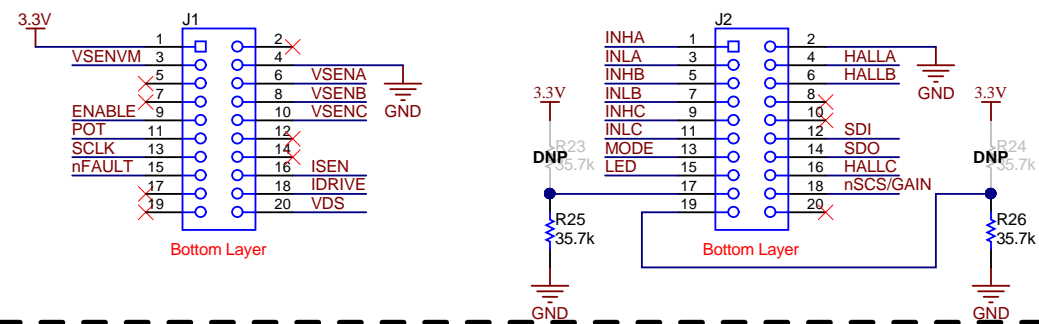 3.3V
J1
1 2
VSENVM 3 4
5 6 VSENA
7 8 VSENB
ENABLE 9 10 VSENC GND
POT 11 12
SCLK 13 14
nFAULT 15 16 ISEN
17 18 IDRIVE
19 20 VDS
Bottom Layer
J2
INHA 1 2
INLA 3 4 HALLA
INHB 5 6 HALLB
GND
3.3V
INLB 7 8
3.3V
INHC 9 10
INLC 11 12 SDI
MODE 13 14 SDO
LED 15 16 HALLC
17 18 nSCS/GAIN
19 20
R23
DNP 35.7k
R24
DNP 35.7k
R25
35.7k
R26
35.7k
Bottom Layer
GND
GND